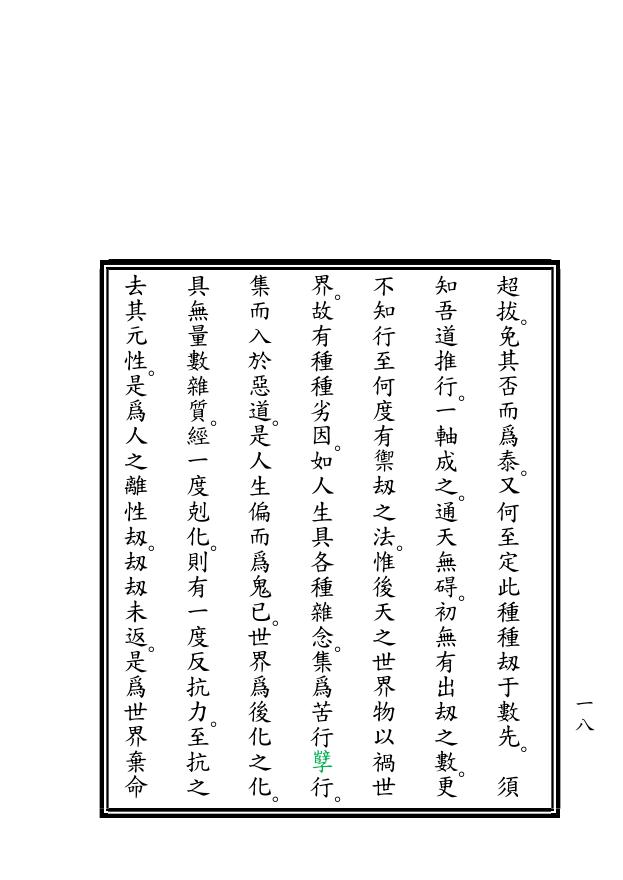 超拔。免其否而爲泰。又何至定此種種刼于數先。　須
知吾道推行。一軸成之。通天無碍。初無有出刼之數。更
不知行至何度有禦刼之法。惟後天之世界物以禍世
界。故有種種劣因。如人生具各種雜念。集爲苦行孽行。
集而入於惡道。是人生偏而爲鬼已。世界爲後化之化。
具無量數雜質。經一度剋化。則有一度反抗力。至抗之
去其元性。是爲人之離性刼。刼刼未返。是爲世界棄命
一八